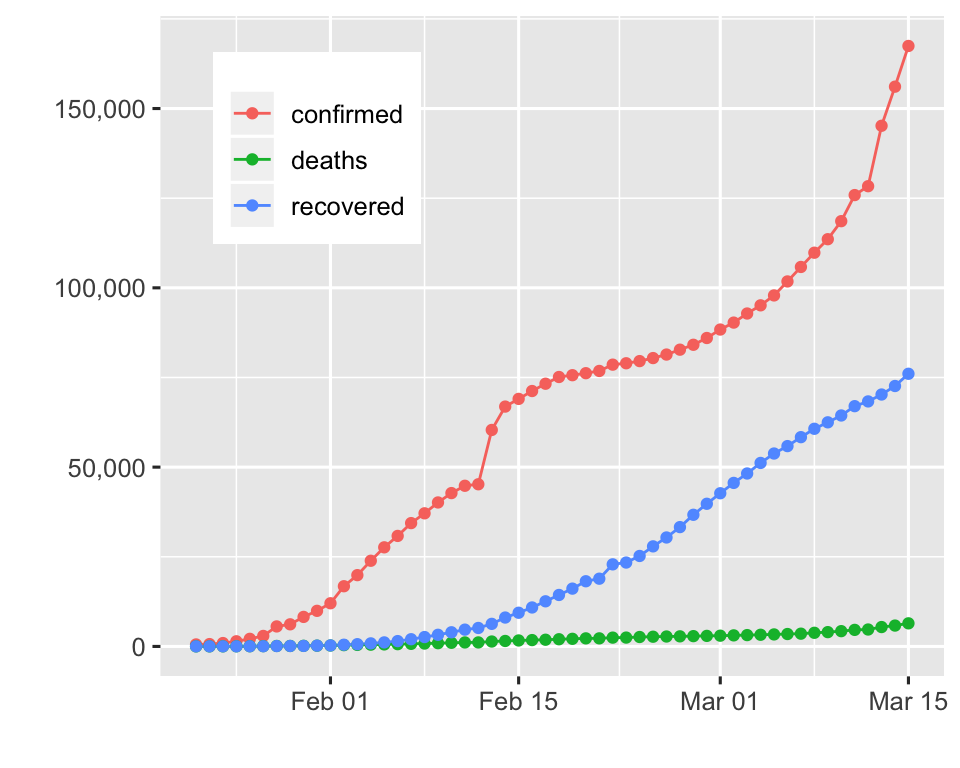 confirmed
deaths
recovered
150,000
100,000
50,000
0
Feb 01 Feb 15 Mar 01 Mar 15